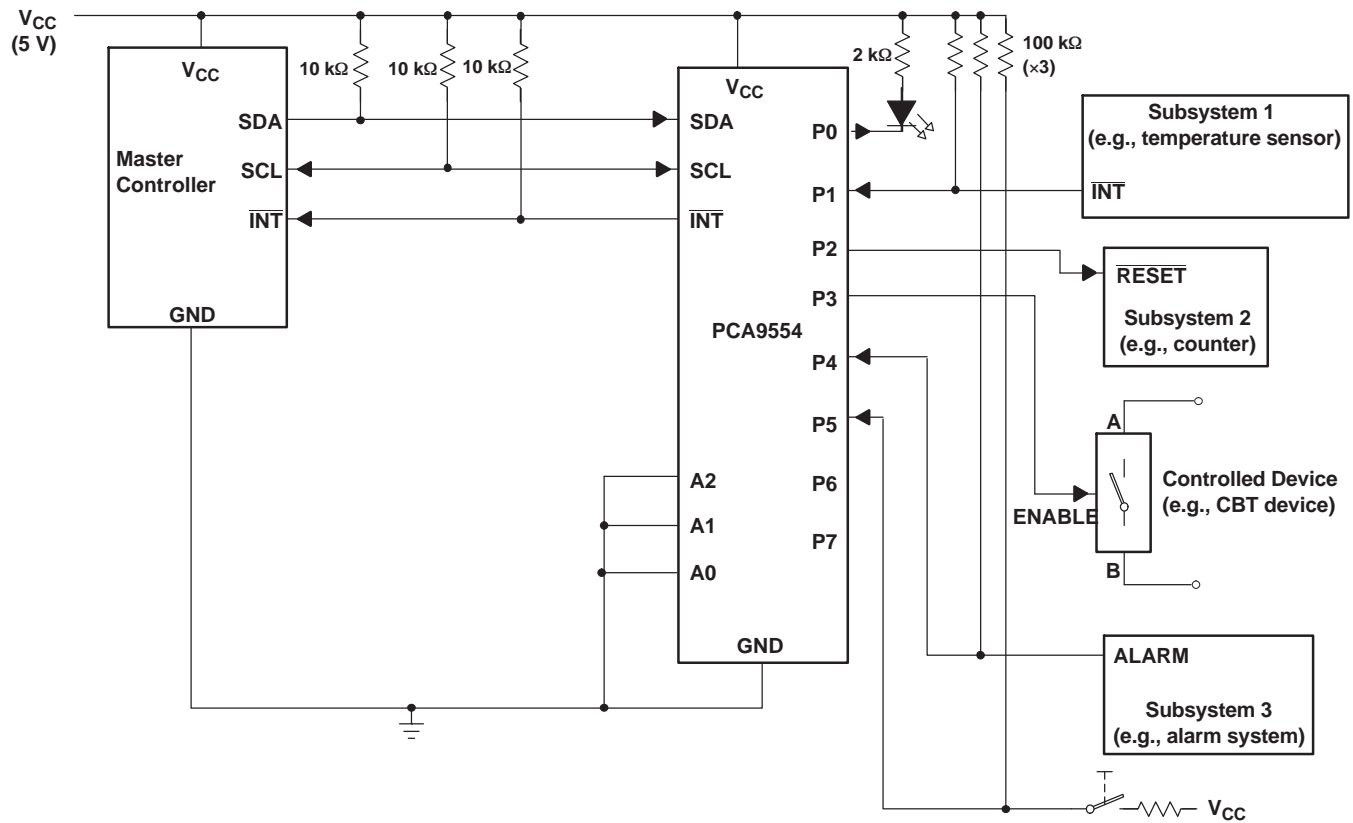 VCC
(5 V)
VCC
10 kΩ
10 kΩ
10 kΩ
SDA
SCL
INT
Master
Controller
GND
VCC
SDA
SCL
INT
PCA9554
A2
A1
A0
GND
P0
P1
P2
P3
P4
P5
P6
P7
2 kΩ
100 kΩ
(×3)
Subsystem 1
(e.g., temperature sensor)
INT
RESET
Subsystem 2
(e.g., counter)
A
Controlled Device
(e.g., CBT device)
ENABLE
B
ALARM
Subsystem 3
(e.g., alarm system)
VCC